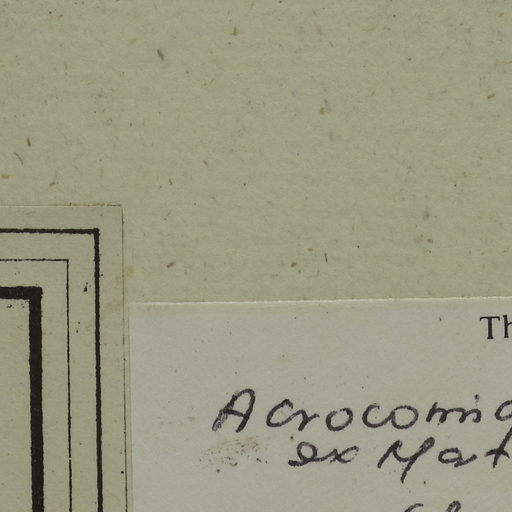 Th
Acrocomia
ex Mat